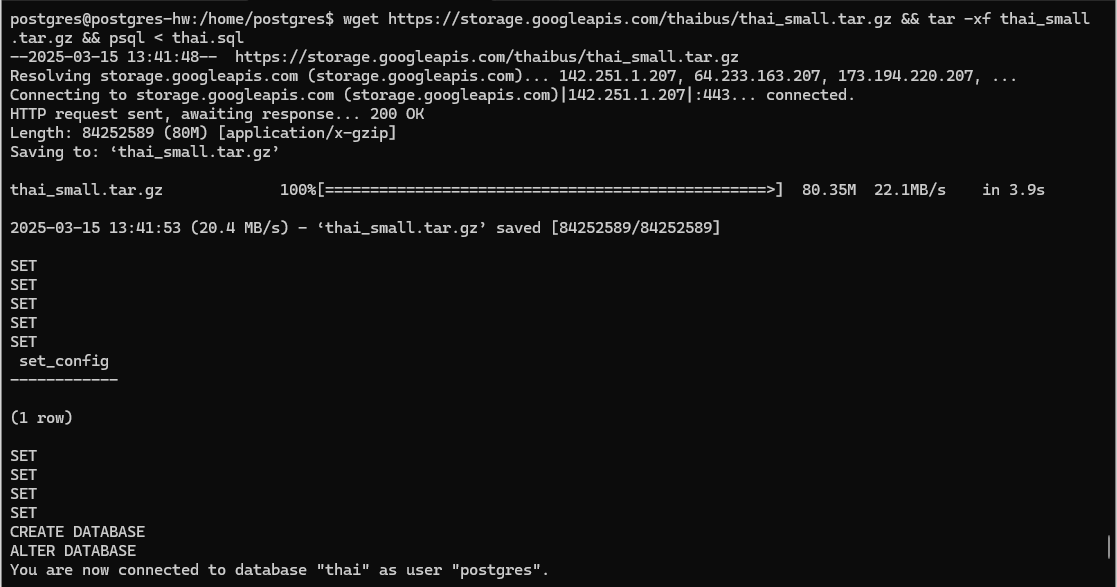 postgres@postgres-hw:/home/postgres$ wget https://storage.googleapis.com/thaibus/thai_small.tar.gz && tar -xf thai_small
.tar.gz && psql < thai.sql
--2025-03-15 13:41:48--  https://storage.googleapis.com/thaibus/thai_small.tar.gz
Resolving storage.googleapis.com (storage.googleapis.com)... 142.251.1.207, 64.233.163.207, 173.194.220.207, ...
Connecting to storage.googleapis.com (storage.googleapis.com)|142.251.1.207|:443... connected.
HTTP request sent, awaiting response... 200 OK
Length: 84252589 (80M) [application/x-gzip]
Saving to: ‘thai_small.tar.gz’
thai_small.tar.gz             100%[=================================================>]  80.35M  22.1MB/s    in 3.9s
2025-03-15 13:41:53 (20.4 MB/s) - ‘thai_small.tar.gz’ saved [84252589/84252589]
SET
SET
SET
SET
SET
 set_config
------------
(1 row)
SET
SET
SET
SET
CREATE DATABASE
ALTER DATABASE
You are now connected to database "thai" as user "postgres".